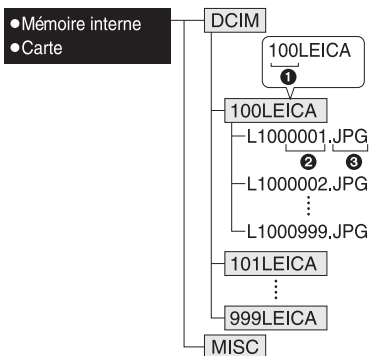 ●Mémoire interne
●Carte
DCIM
100LEICA
❶
100LEICA
L1000001.JPG
❷ ❸
L1000002.JPG
L1000999.JPG
101LEICA
999LEICA
MISC